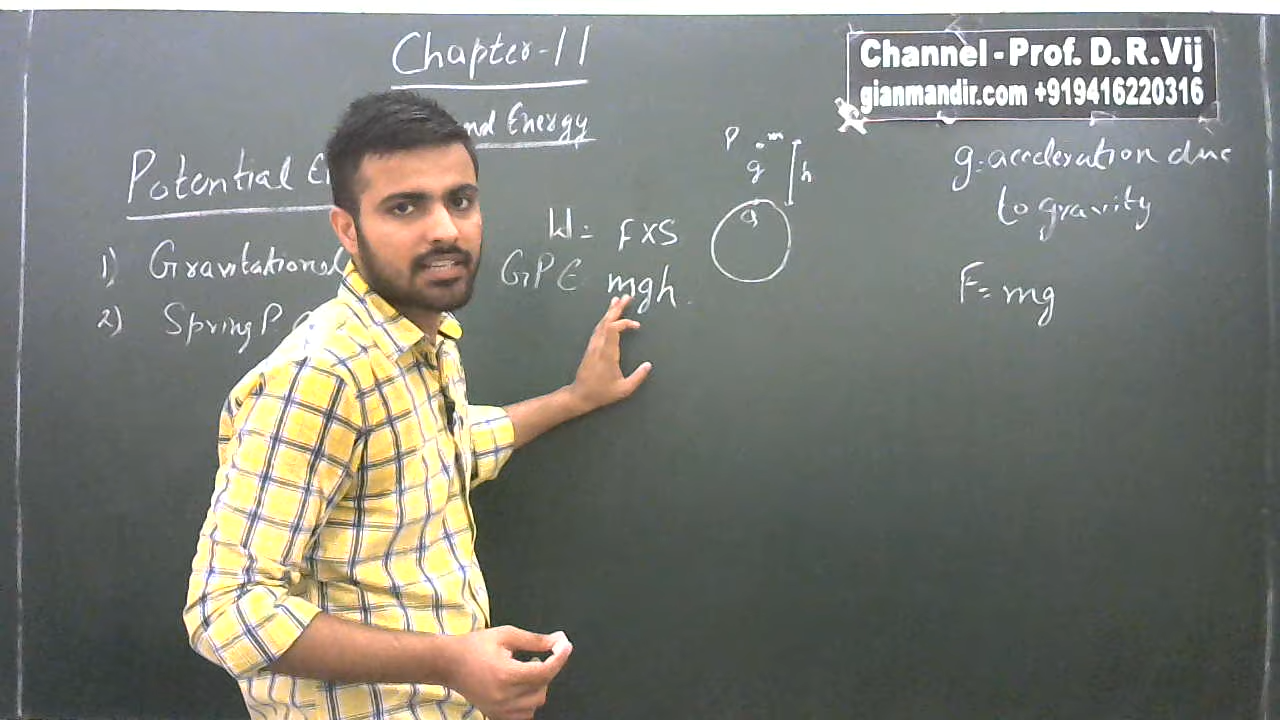 Chapter-11
and Energy
Channel - Prof. D. R. Vij
gianmandir.com +919416220316
Potential E
1) Gravitational
2) Spring P.
W = F×S
GPE mgh
P m
g
h
g = acceleration due
to gravity
F = mg